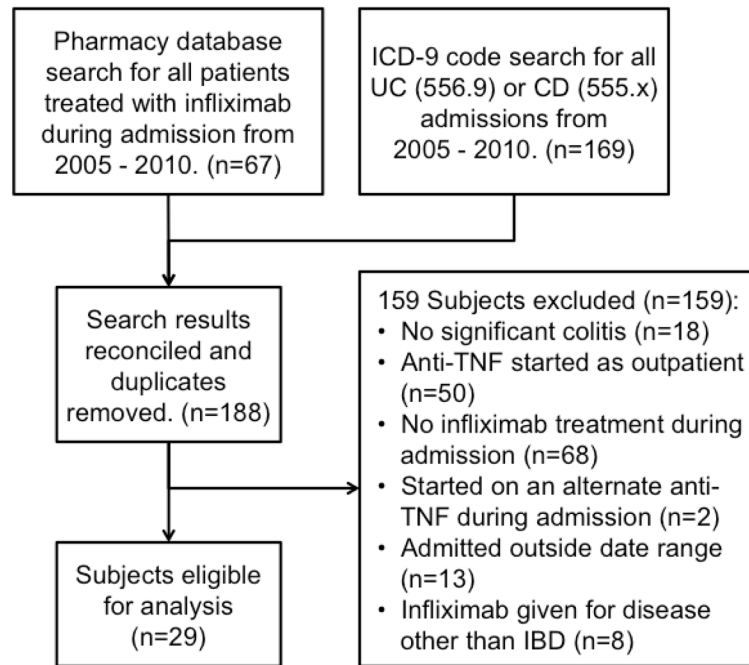 Pharmacy database
search for all patients
treated with infliximab
during admission from
2005 - 2010. (n=67)
ICD-9 code search for all
UC (556.9) or CD (555.x)
admissions from
2005 - 2010. (n=169)
Search results
reconciled and
duplicates
removed. (n=188)
159 Subjects excluded (n=159):
• No significant colitis (n=18)
• Anti-TNF started as outpatient
(n=50)
• No infliximab treatment during
admission (n=68)
• Started on an alternate anti-
TNF during admission (n=2)
• Admitted outside date range
(n=13)
• Infliximab given for disease
other than IBD (n=8)
Subjects eligible
for analysis
(n=29)